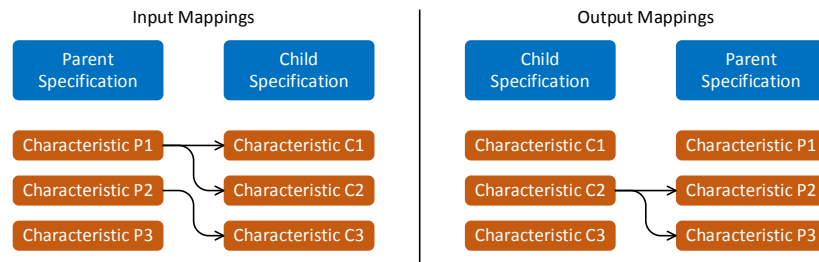 Input Mappings
Parent
Specification
Child
Specification
Characteristic P1
Characteristic C1
Characteristic P2
Characteristic C2
Characteristic P3
Characteristic C3
Output Mappings
Child
Specification
Parent
Specification
Characteristic C1
Characteristic P1
Characteristic C2
Characteristic P2
Characteristic C3
Characteristic P3